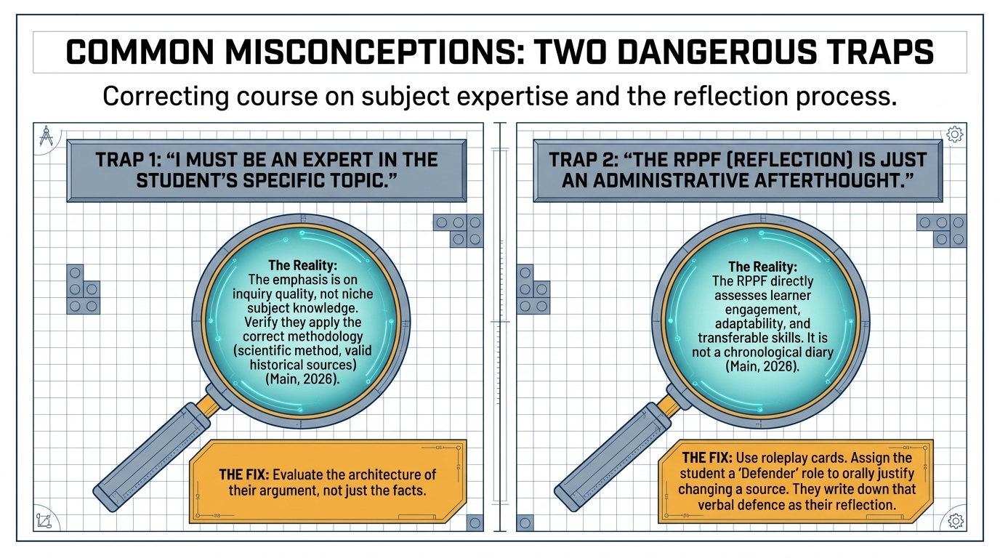 COMMON MISCONCEPTIONS: TWO DANGEROUS TRAPS
Correcting course on subject expertise and the reflection process.
TRAP 1: “I MUST BE AN EXPERT IN THE
STUDENT’S SPECIFIC TOPIC.”
The Reality:
The emphasis is on
inquiry quality, not niche
subject knowledge.
Verify they apply the
correct methodology
(scientific method, valid
historical sources)
(Main, 2026).
THE FIX: Evaluate the architecture of
their argument, not just the facts.
TRAP 2: “THE RPPF (REFLECTION) IS JUST
AN ADMINISTRATIVE AFTERTHOUGHT.”
The Reality:
The RPPF directly
assesses learner
engagement,
adaptability, and
transferable skills. It is
not a chronological diary
(Main, 2026).
THE FIX: Use roleplay cards. Assign the
student a ‘Defender’ role to orally justify
changing a source. They write down that
verbal defence as their reflection.